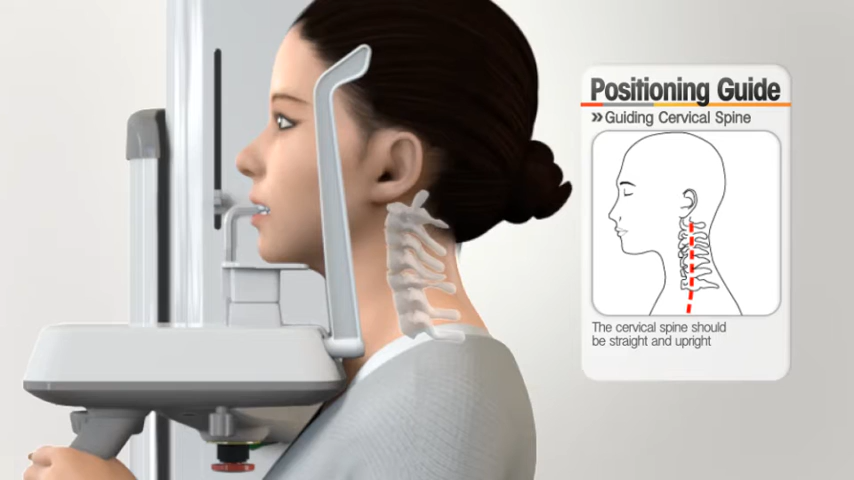 Positioning Guide
» Guiding Cervical Spine
The cervical spine should
be straight and upright